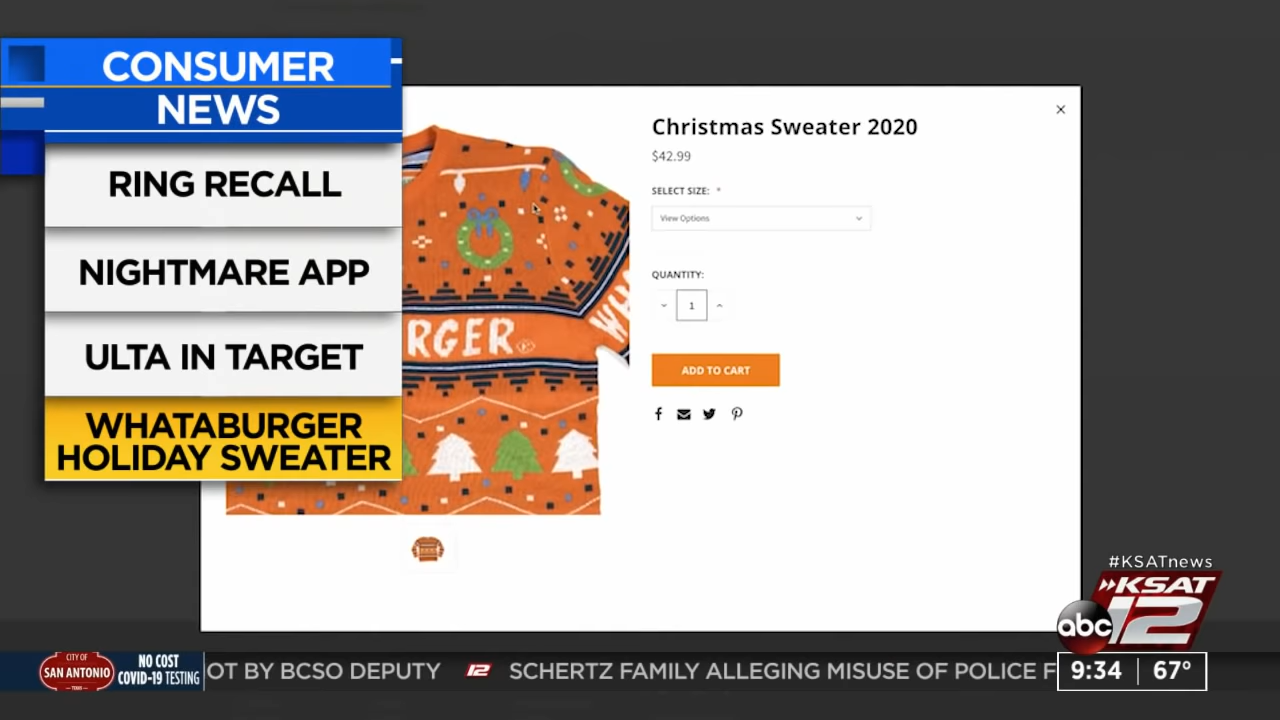 CONSUMER
NEWS
RING RECALL
NIGHTMARE APP
ULTA IN TARGET
WHATABURGER
HOLIDAY SWEATER
RGER
WH
Christmas Sweater 2020
$42.99
SELECT SIZE: *
View Options
QUANTITY:
1
ADD TO CART
#KSATnews
KSAT
abc 12
CITY OF
SAN ANTONIO
TEXAS
NO COST
COVID-19 TESTING
OT BY BCSO DEPUTY 12 SCHERTZ FAMILY ALLEGING MISUSE OF POLICE F
9:34 67°